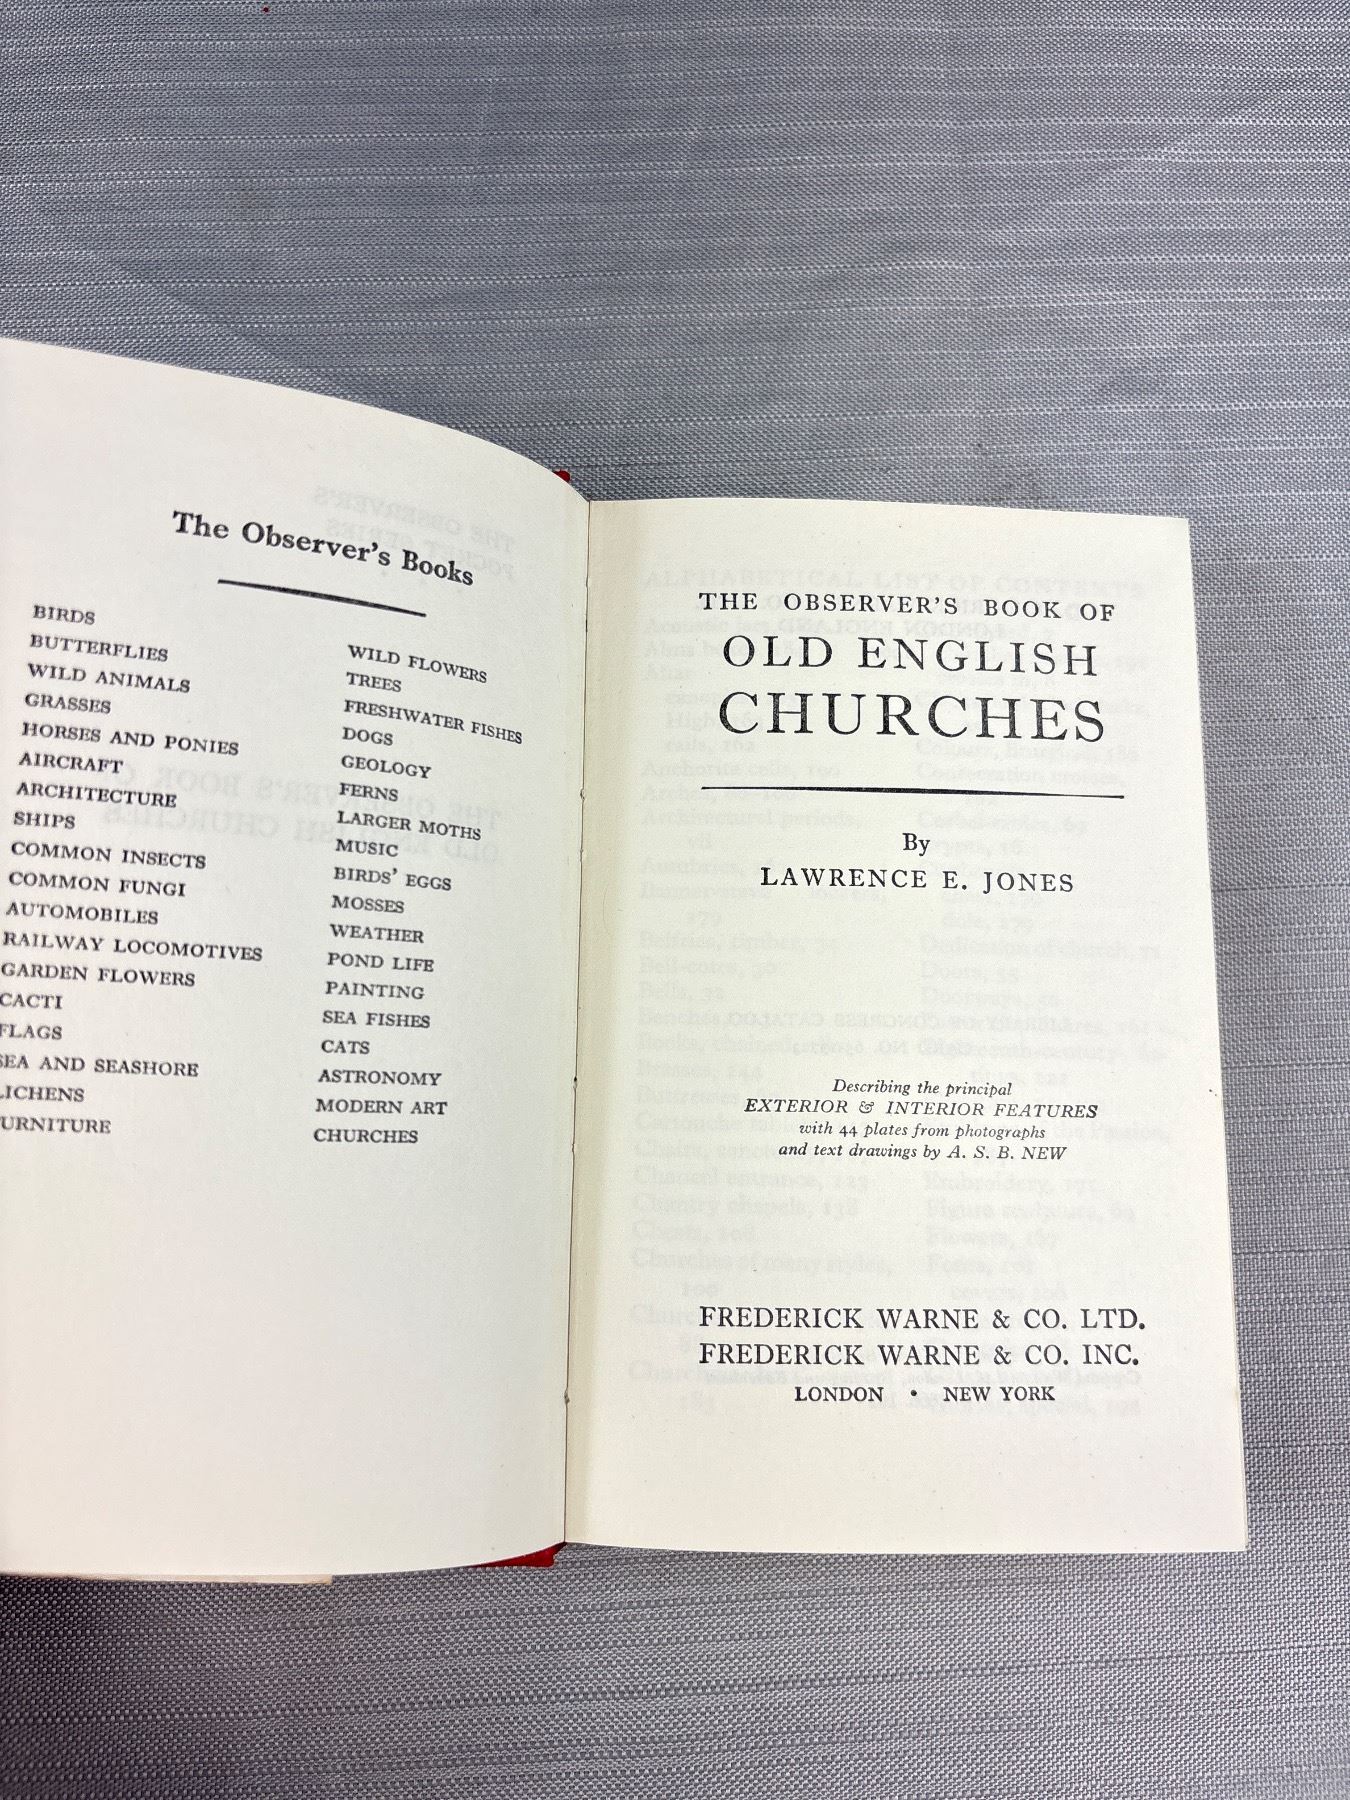 The Observer's Books
BIRDS
BUTTERFLIES
WILD ANIMALS
GRASSES
HORSES AND PONIES
AIRCRAFT
ARCHITECTURE
SHIPS
COMMON INSECTS
COMMON FUNGI
AUTOMOBILES
RAILWAY LOCOMOTIVES
GARDEN FLOWERS
CACTI
FLAGS
SEA AND SEASHORE
LICHENS
URNITURE
WILD FLOWERS
TREES
FRESHWATER FISHES
DOGS
GEOLOGY
FERNS
LARGER MOTHS
MUSIC
BIRDS' EGGS
MOSSES
WEATHER
POND LIFE
PAINTING
SEA FISHES
CATS
ASTRONOMY
MODERN ART
CHURCHES
THE OBSERVER'S BOOK OF
OLD ENGLISH
CHURCHES
By
LAWRENCE E. JONES
Describing the principal
EXTERIOR & INTERIOR FEATURES
with 44 plates from photographs
and text drawings by A. S. B. NEW
FREDERICK WARNE & CO. LTD.
FREDERICK WARNE & CO. INC.
LONDON • NEW YORK